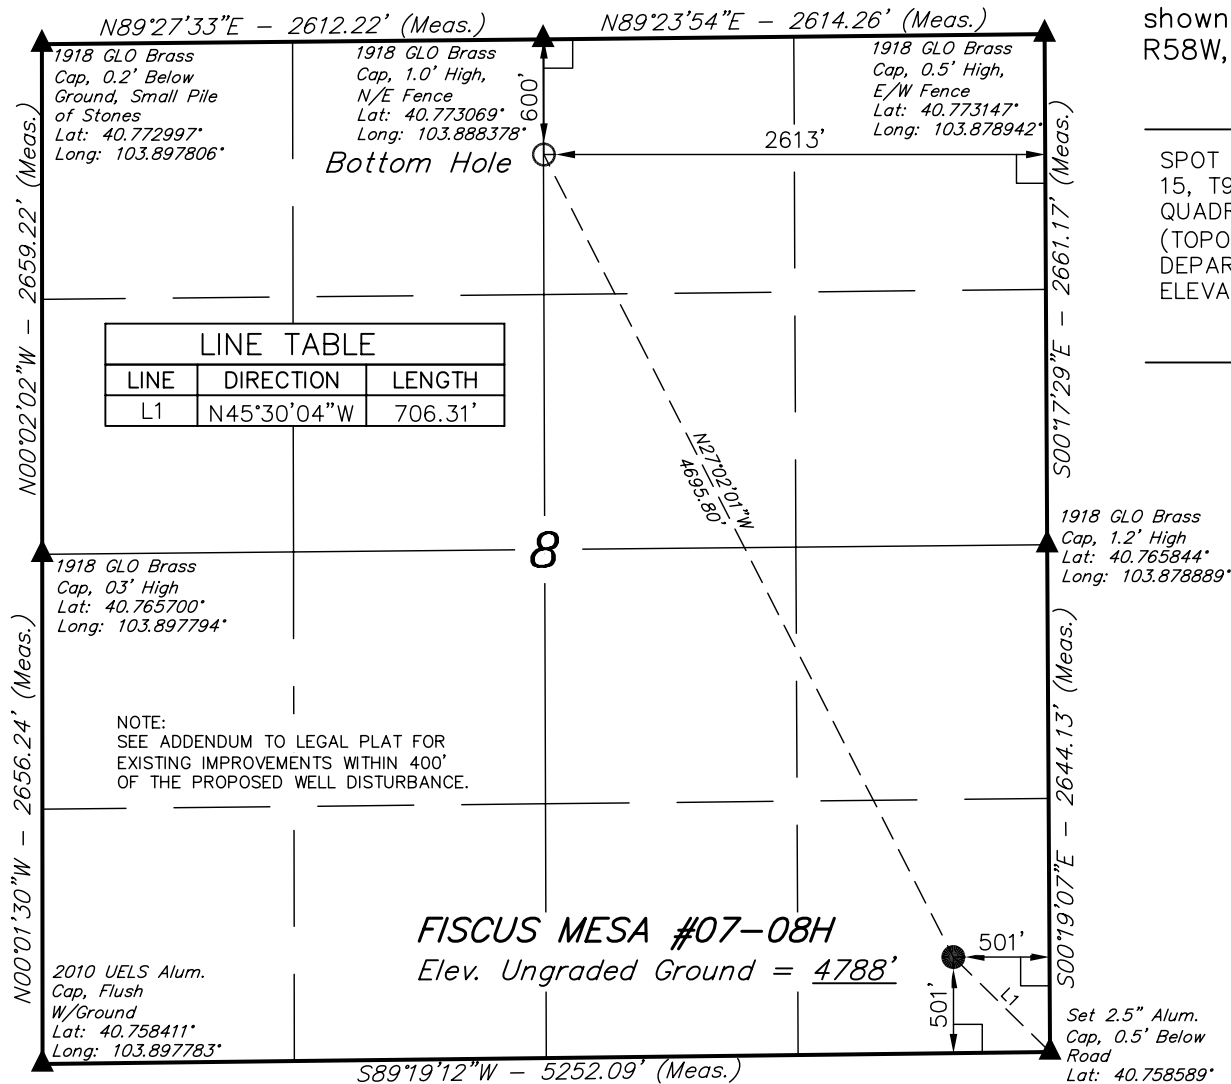 N89°27'33"E - 2612.22' (Meas.)
N89°23'54"E - 2614.26' (Meas.)
shown
R58W,
1918 GLO Brass
Cap, 0.2' Below
Ground, Small Pile
of Stones
Lat: 40.772997°
Long: 103.897806°
1918 GLO Brass
Cap, 1.0' High,
N/E Fence
Lat: 40.773069°
Long: 103.888378°
600'
1918 GLO Brass
Cap, 0.5' High,
E/W Fence
Lat: 40.773147°
Long: 103.878942°
2613'
Bottom Hole
SPOT
15, T9
QUADR
(TOPO
DEPAR
ELEVA
N00°02'02"W - 2659.22' (Meas.)
S00°17'29"E - 2661.17' (Meas.)
LINE TABLE
LINE DIRECTION LENGTH
L1 N45°30'04"W 706.31'
N27°02'01"W
4695.80'
8
1918 GLO Brass
Cap, 03' High
Lat: 40.765700°
Long: 103.897794°
1918 GLO Brass
Cap, 1.2' High
Lat: 40.765844°
Long: 103.878889°
NOTE:
SEE ADDENDUM TO LEGAL PLAT FOR
EXISTING IMPROVEMENTS WITHIN 400'
OF THE PROPOSED WELL DISTURBANCE.
N00°01'30"W - 2656.24' (Meas.)
S00°19'07"E - 2644.13' (Meas.)
FISCUS MESA #07-08H
Elev. Ungraded Ground = 4788'
501'
501'
L1
2010 UELS Alum.
Cap, Flush
W/Ground
Lat: 40.758411°
Long: 103.897783°
Set 2.5" Alum.
Cap, 0.5' Below
Road
Lat: 40.758589°
S89°19'12"W - 5252.09' (Meas.)